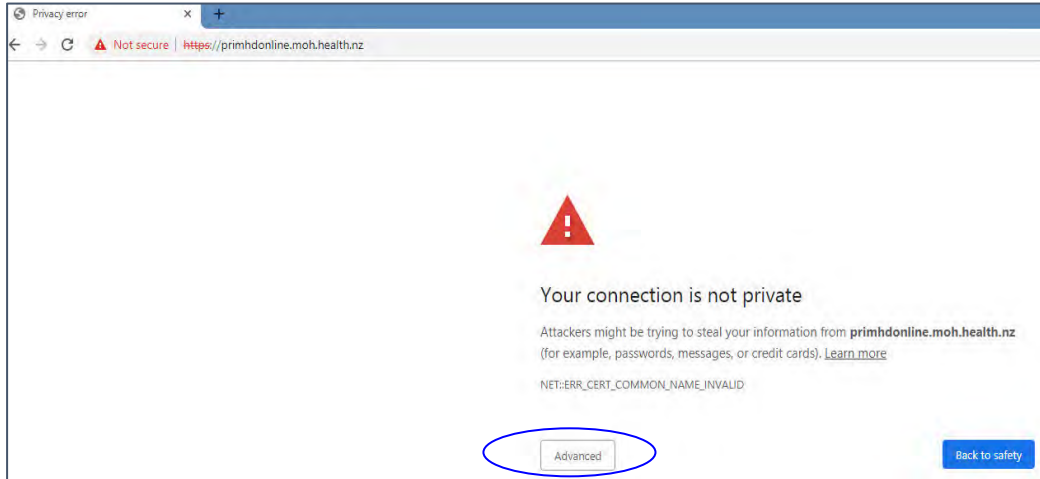 Privacy error
Not secure | https://primhdonline.moh.health.nz
Your connection is not private
Attackers might be trying to steal your information from primhdonline.moh.health.nz
(for example, passwords, messages, or credit cards). Learn more
NET::ERR_CERT_COMMON_NAME_INVALID
Advanced
Back to safety